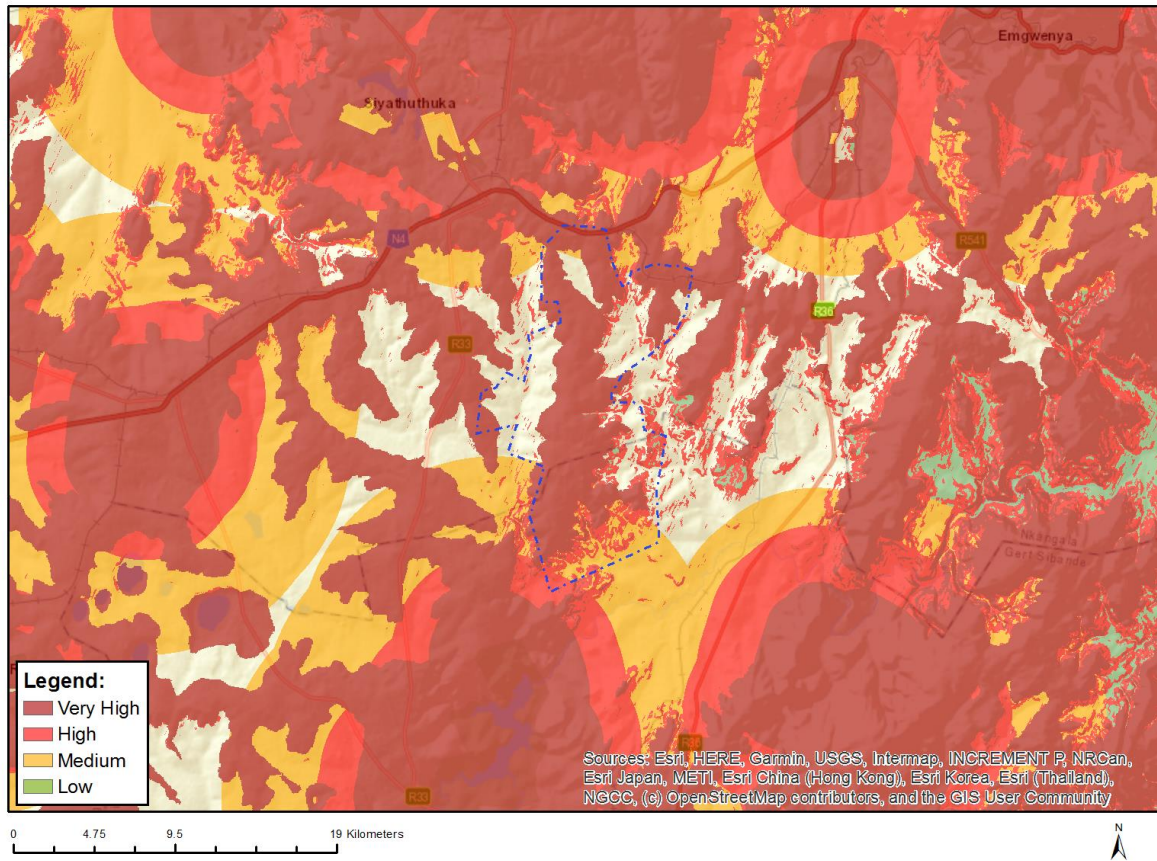 Emgwenya
Siyathuthuka
N4
R541
R36
R33
Nkangala
Gert Sibande
Legend:
Very High
High
Medium
Low
R33
Sources: Esri, HERE, Garmin, USGS, Intermap, INCREMENT P, NRCan,
Esri Japan, METI, Esri China (Hong Kong), Esri Korea, Esri (Thailand),
NGCC, (c) OpenStreetMap contributors, and the GIS User Community
0 4.75 9.5 19 Kilometers
N